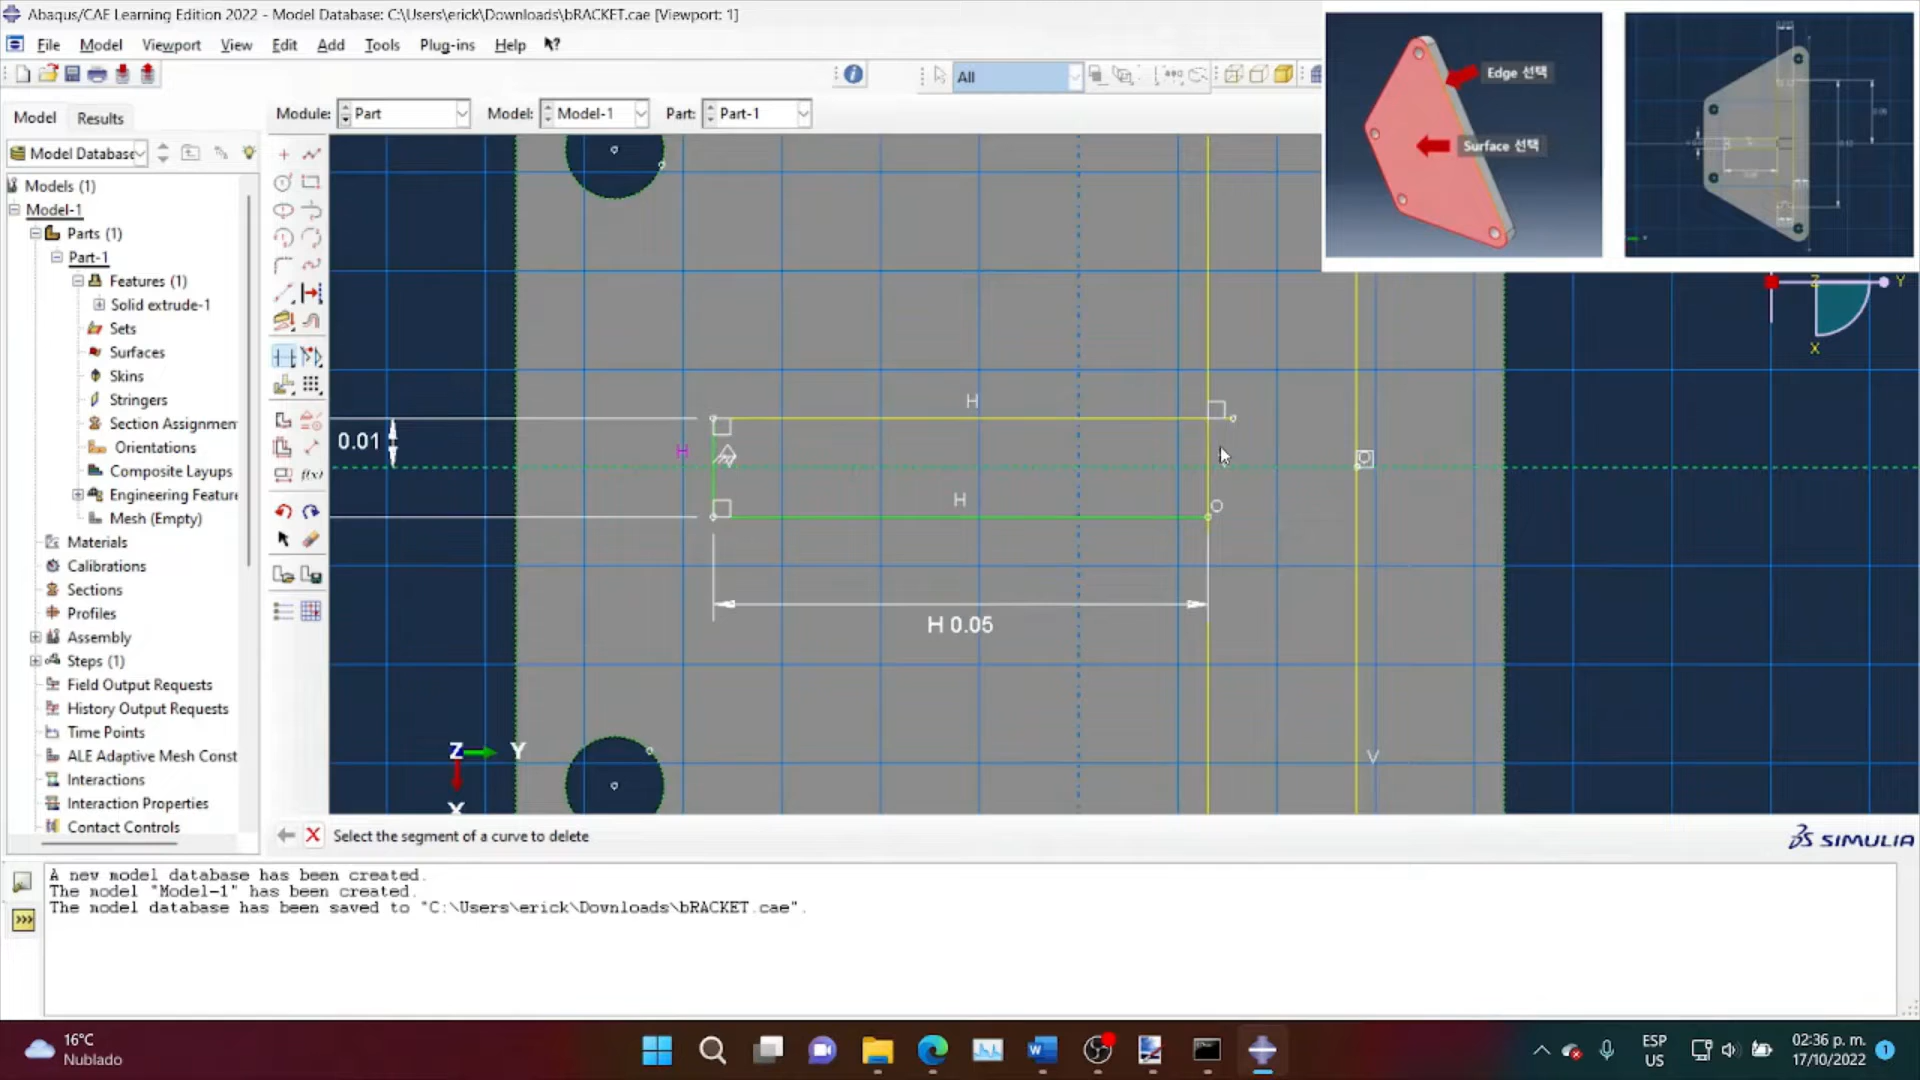 Abaqus/CAE Learning Edition 2022 - Model Database: C:\Users\erick\Downloads\bRACKET.cae [Viewport: 1]
File Model Viewport View Edit Add Tools Plug-ins Help
All
Module: Part Model: Model-1 Part: Part-1
Model Results
Model Database
Models (1)
Model-1
Parts (1)
Part-1
Features (1)
Solid extrude-1
Sets
Surfaces
Skins
Stringers
Section Assignmen
Orientations
Composite Layups
Engineering Feature
Mesh (Empty)
Materials
Calibrations
Sections
Profiles
Assembly
Steps (1)
Field Output Requests
History Output Requests
Time Points
ALE Adaptive Mesh Const
Interactions
Interaction Properties
Contact Controls
f(x)
Edge 선택
Surface 선택
Z Y
X
H
0.01
H
H
H 0.05
V
Z Y
X
Select the segment of a curve to delete
SIMULIA
A new model database has been created.
The model "Model-1" has been created.
The model database has been saved to "C:\Users\erick\Downloads\bRACKET.cae".
>>>
16°C
Nublado
ESP
US
02:36 p. m.
17/10/2022
1